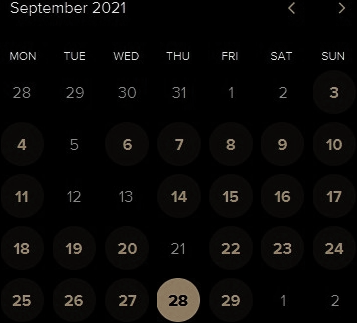 September 2021 < >
MON TUE WED THU FRI SAT SUN
28 29 30 31 1 2 3
4 5 6 7 8 9 10
11 12 13 14 15 16 17
18 19 20 21 22 23 24
25 26 27 28 29 1 2